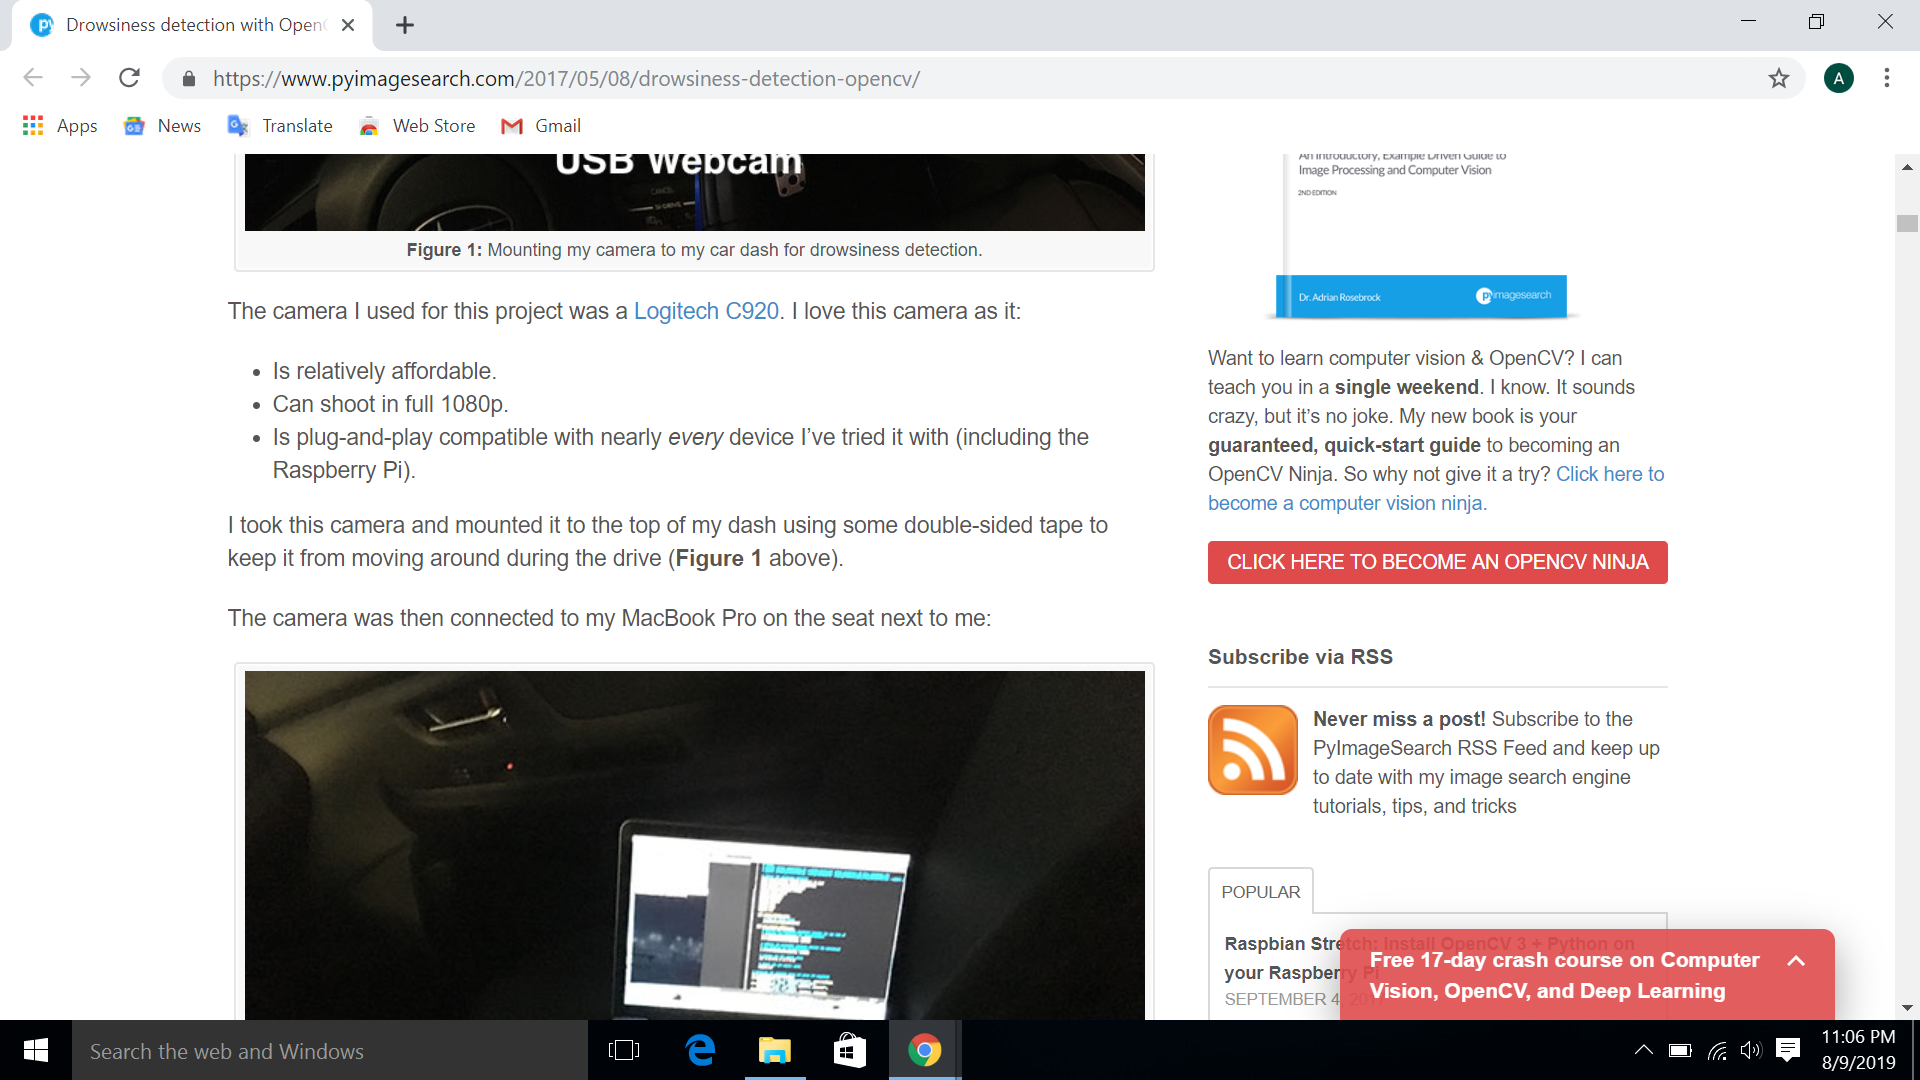 Drowsiness detection with Open
https://www.pyimagesearch.com/2017/05/08/drowsiness-detection-opencv/
A
Apps
News
Translate
Web Store
Gmail
USB Webcam
Figure 1: Mounting my camera to my car dash for drowsiness detection.
The camera I used for this project was a Logitech C920. I love this camera as it:
• Is relatively affordable.
• Can shoot in full 1080p.
• Is plug-and-play compatible with nearly every device I’ve tried it with (including the
Raspberry Pi).
I took this camera and mounted it to the top of my dash using some double-sided tape to
keep it from moving around during the drive (Figure 1 above).
The camera was then connected to my MacBook Pro on the seat next to me:
An Introductory, Example Driven Guide to
Image Processing and Computer Vision
2ND EDITION
Dr. Adrian Rosebrock
pyimagesearch
Want to learn computer vision & OpenCV? I can
teach you in a single weekend. I know. It sounds
crazy, but it’s no joke. My new book is your
guaranteed, quick-start guide to becoming an
OpenCV Ninja. So why not give it a try? Click here to
become a computer vision ninja.
CLICK HERE TO BECOME AN OPENCV NINJA
Subscribe via RSS
Never miss a post! Subscribe to the
PyImageSearch RSS Feed and keep up
to date with my image search engine
tutorials, tips, and tricks
POPULAR
Raspbian Stretch: Install OpenCV 3 + Python on
your Raspberry Pi
SEPTEMBER 4, 2017
Free 17-day crash course on Computer
Vision, OpenCV, and Deep Learning
Search the web and Windows
11:06 PM
8/9/2019